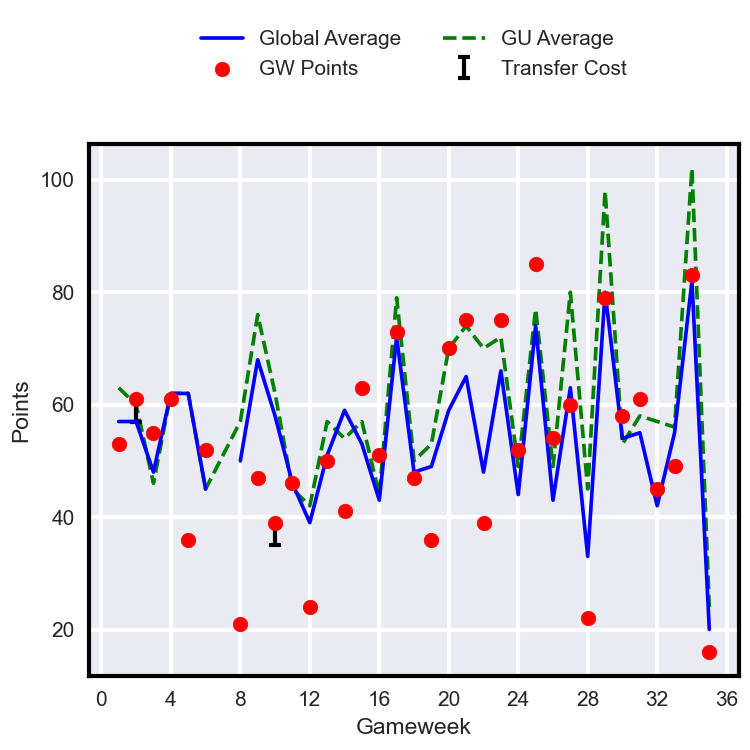 Global Average GU Average
GW Points Transfer Cost
100
80
60
40
20
Points
0 4 8 12 16 20 24 28 32 36
Gameweek